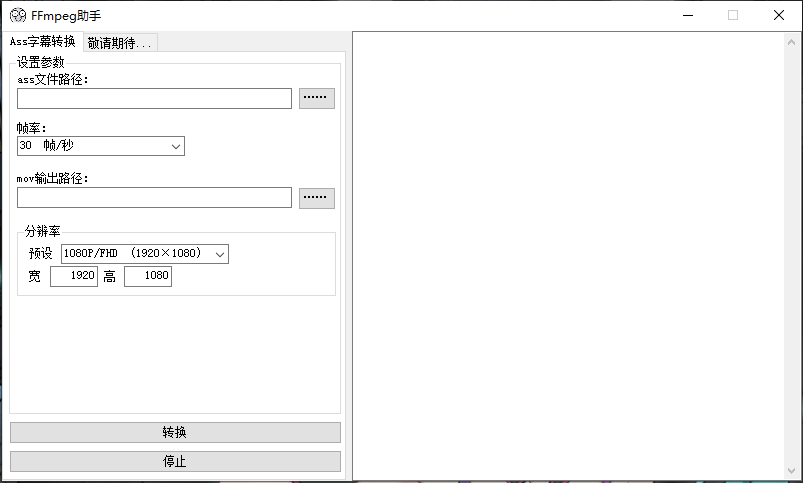 FFmpeg助手
Ass字幕转换 敬请期待...
设置参数
ass文件路径:
······
帧率:
30 帧/秒
mov输出路径:
······
分辨率
预设 1080P/FHD (1920×1080)
宽 1920 高 1080
转换
停止